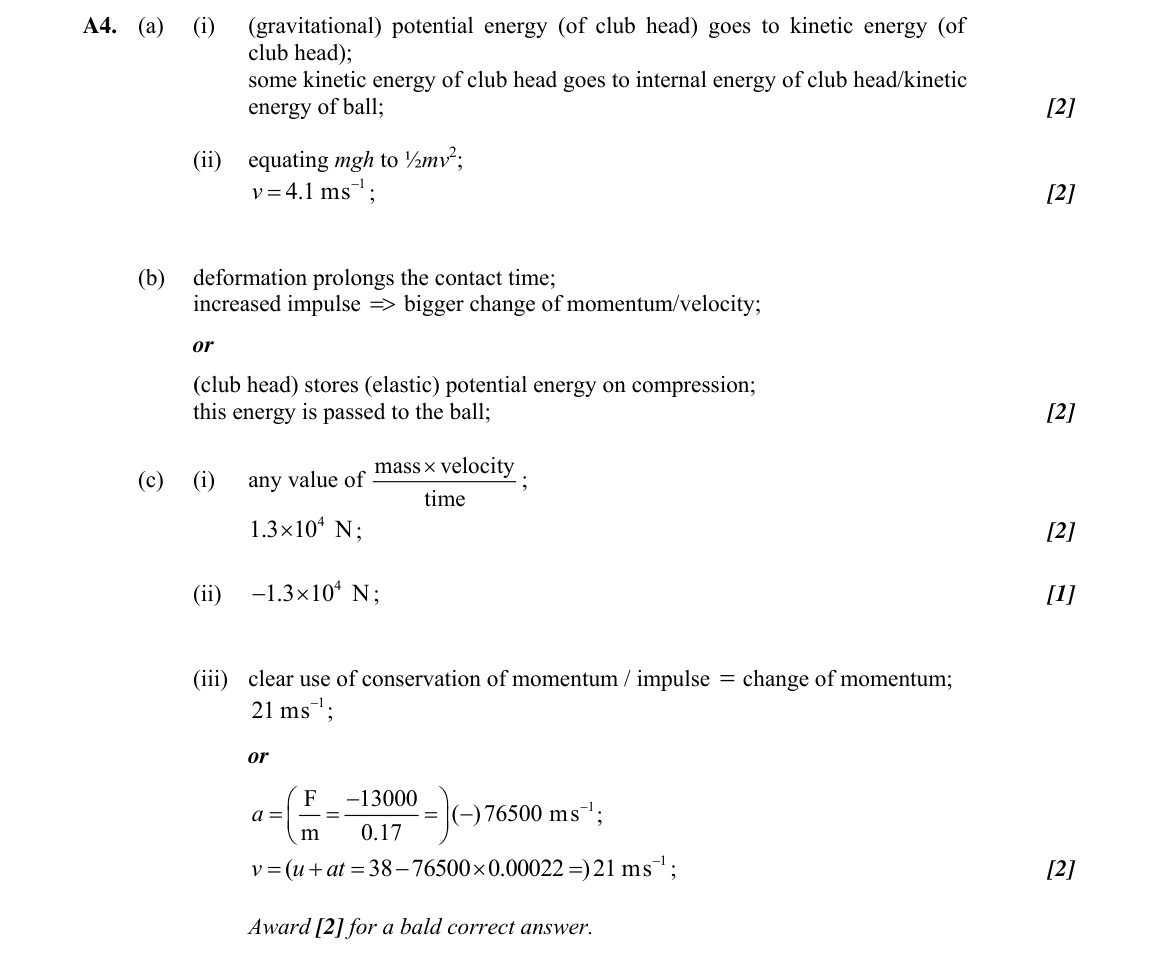 A4. (a) (i) (gravitational) potential energy (of club head) goes to kinetic energy (of
club head);
some kinetic energy of club head goes to internal energy of club head/kinetic
energy of ball; [2]
(ii) equating mgh to ½mv²;
v = 4.1 ms⁻¹; [2]
(b) deformation prolongs the contact time;
increased impulse => bigger change of momentum/velocity;
or
(club head) stores (elastic) potential energy on compression;
this energy is passed to the ball; [2]
(c) (i) any value of mass × velocity / time ;
1.3×10⁴ N; [2]
(ii) −1.3×10⁴ N; [1]
(iii) clear use of conservation of momentum / impulse = change of momentum;
21 ms⁻¹;
or
a = (F/m = −13000/0.17 =) (−) 76500 ms⁻¹;
v = (u + at = 38 − 76500×0.00022 =) 21 ms⁻¹; [2]
Award [2] for a bald correct answer.